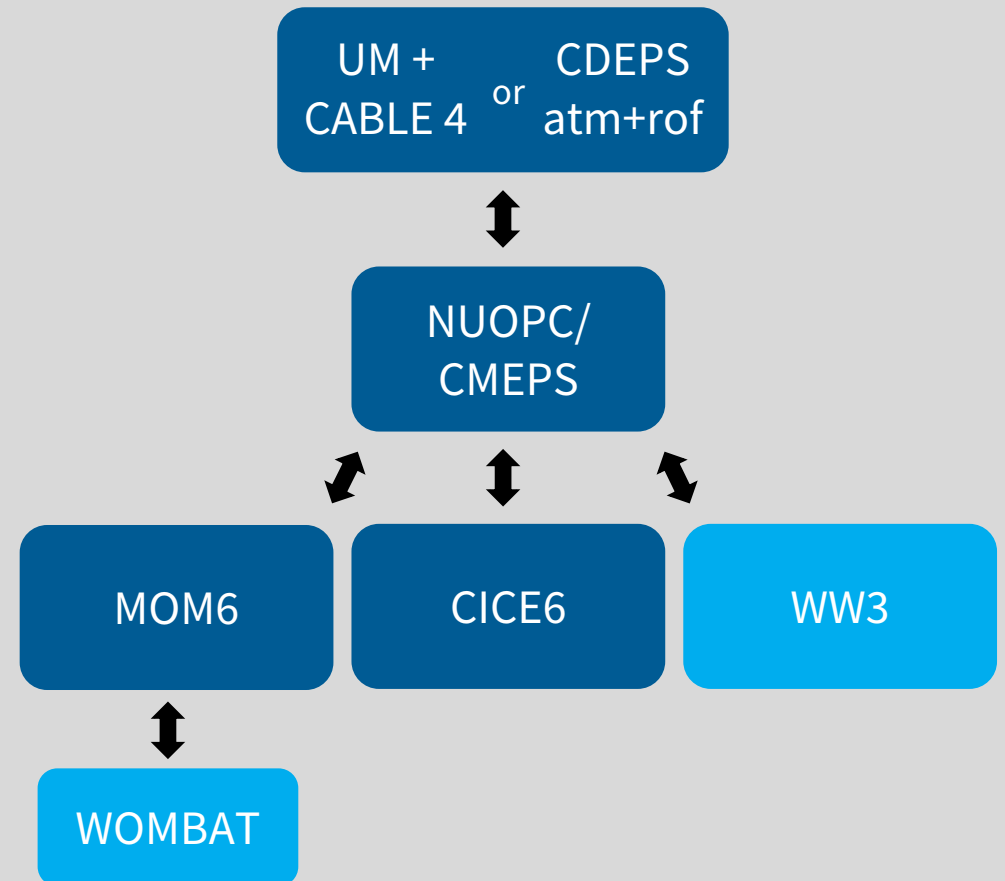 UM +
CABLE 4
or
CDEPS
atm+rof
NUOPC/
CMEPS
MOM6
CICE6
WW3
WOMBAT